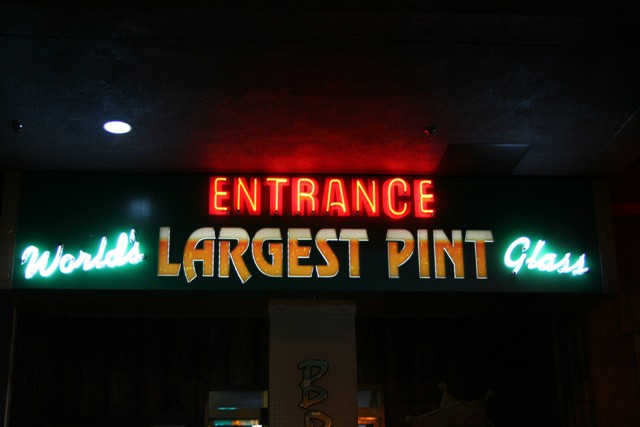 ENTRANCE
World's LARGEST PINT Glass
B